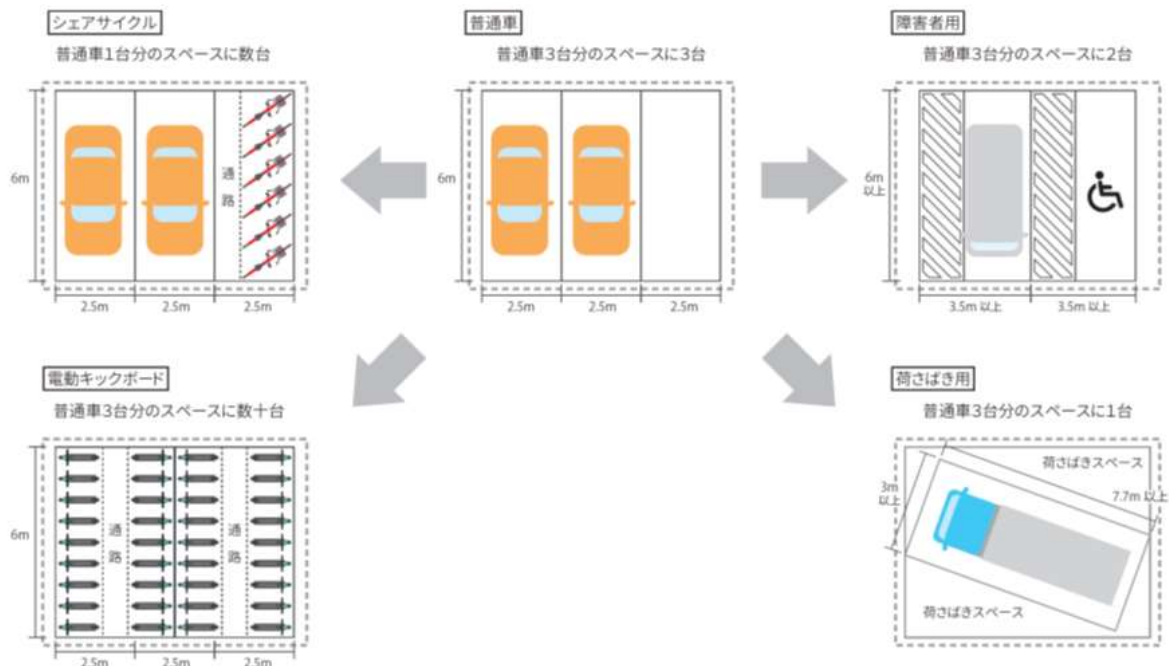 シェアサイクル
普通車1台分のスペースに数台
6m
通路
2.5m 2.5m 2.5m
普通車
普通車3台分のスペースに3台
6m
2.5m 2.5m 2.5m
障害者用
普通車3台分のスペースに2台
6m
以上
3.5m 以上 3.5m 以上
電動キックボード
普通車3台分のスペースに数十台
6m
通路 通路
2.5m 2.5m 2.5m
荷さばき用
普通車3台分のスペースに1台
荷さばきスペース
3m
以上
7.7m 以上
荷さばきスペース